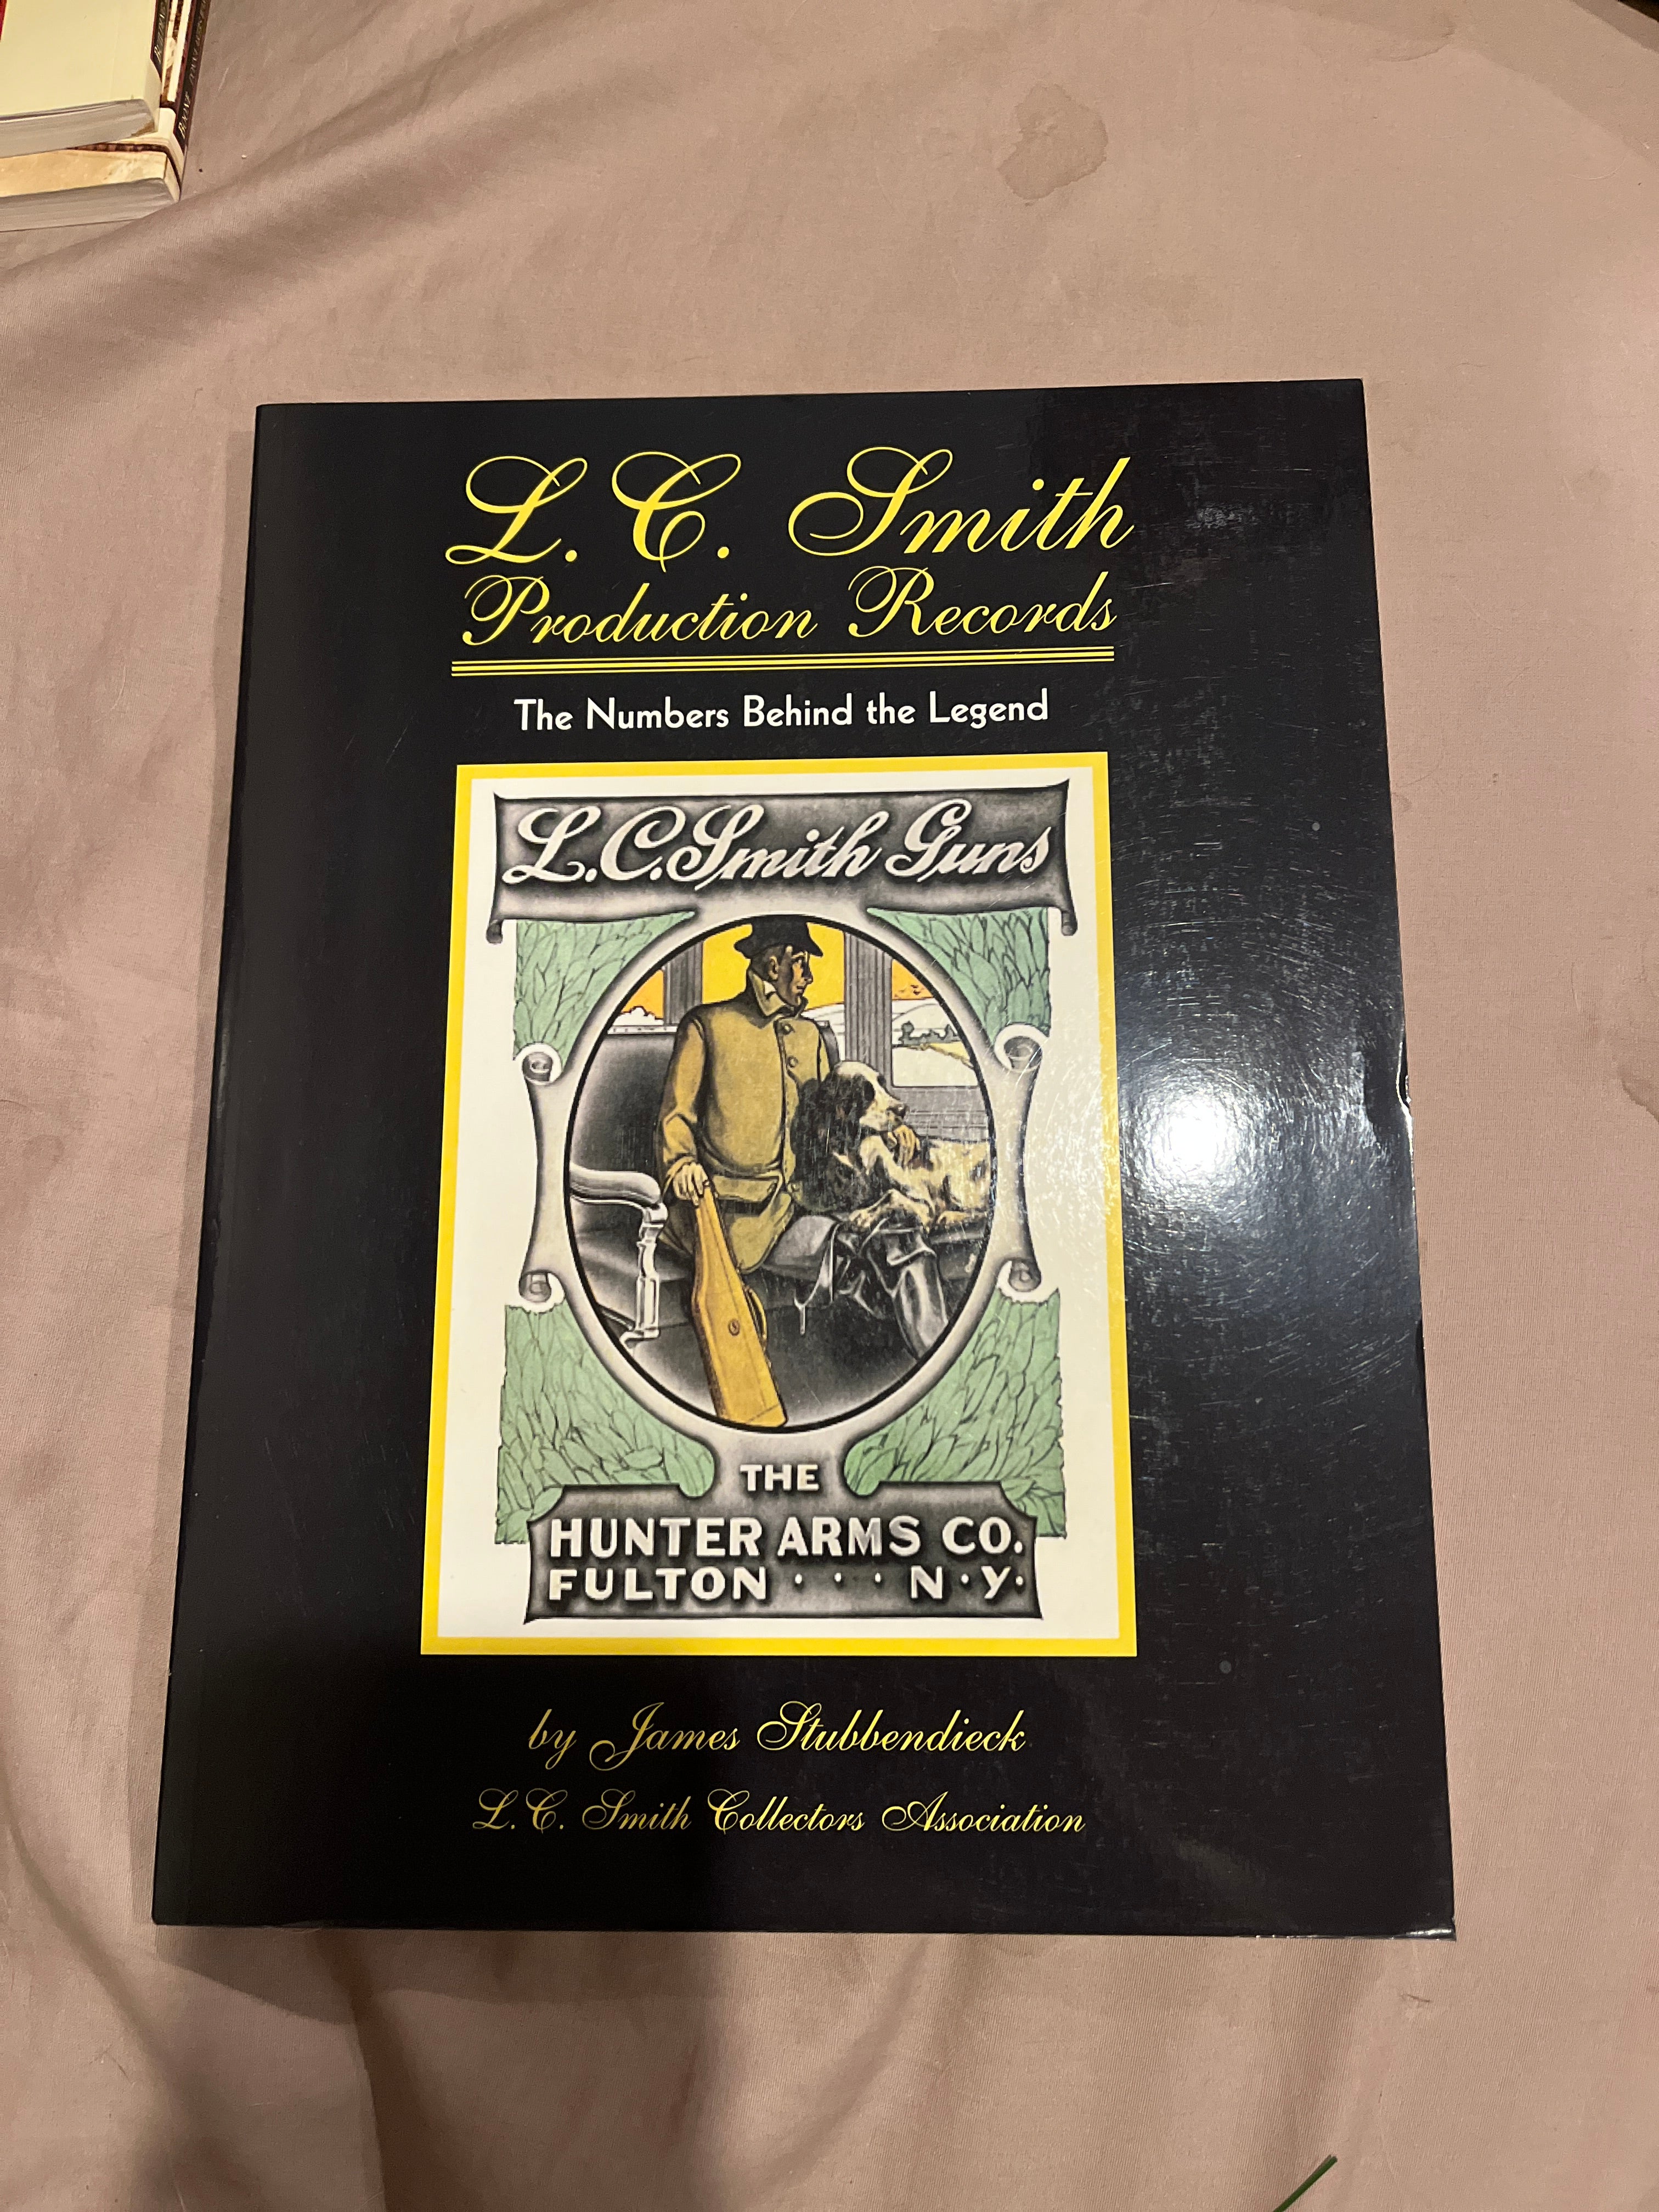 L. C. Smith
Production Records
The Numbers Behind the Legend
L.C. Smith Guns
THE
HUNTER ARMS CO.
FULTON · · · N·Y·
by James Stubbendieck
L.C. Smith Collectors Association